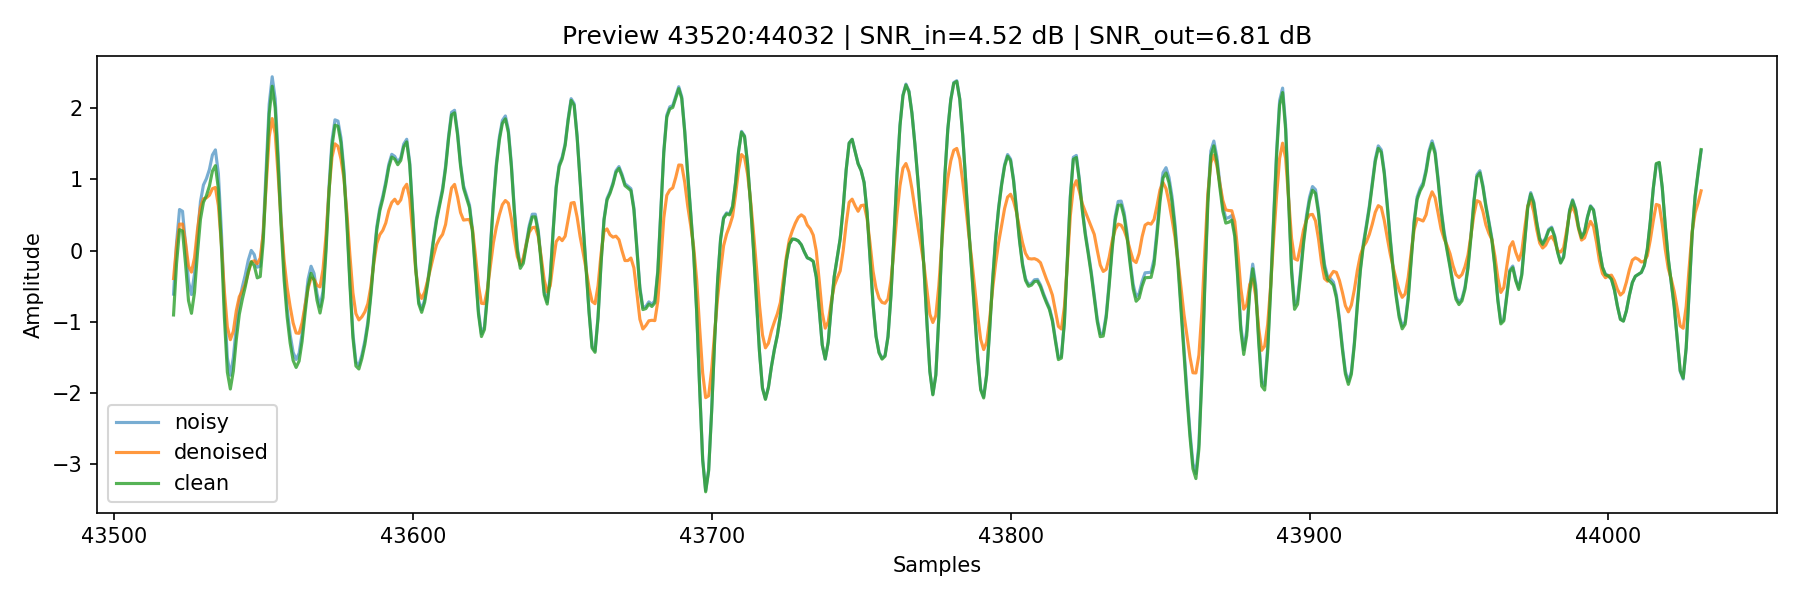 Preview 43520:44032 | SNR_in=4.52 dB | SNR_out=6.81 dB
Amplitude
2
1
0
−1
−2
−3
noisy
denoised
clean
43500 43600 43700 43800 43900 44000
Samples